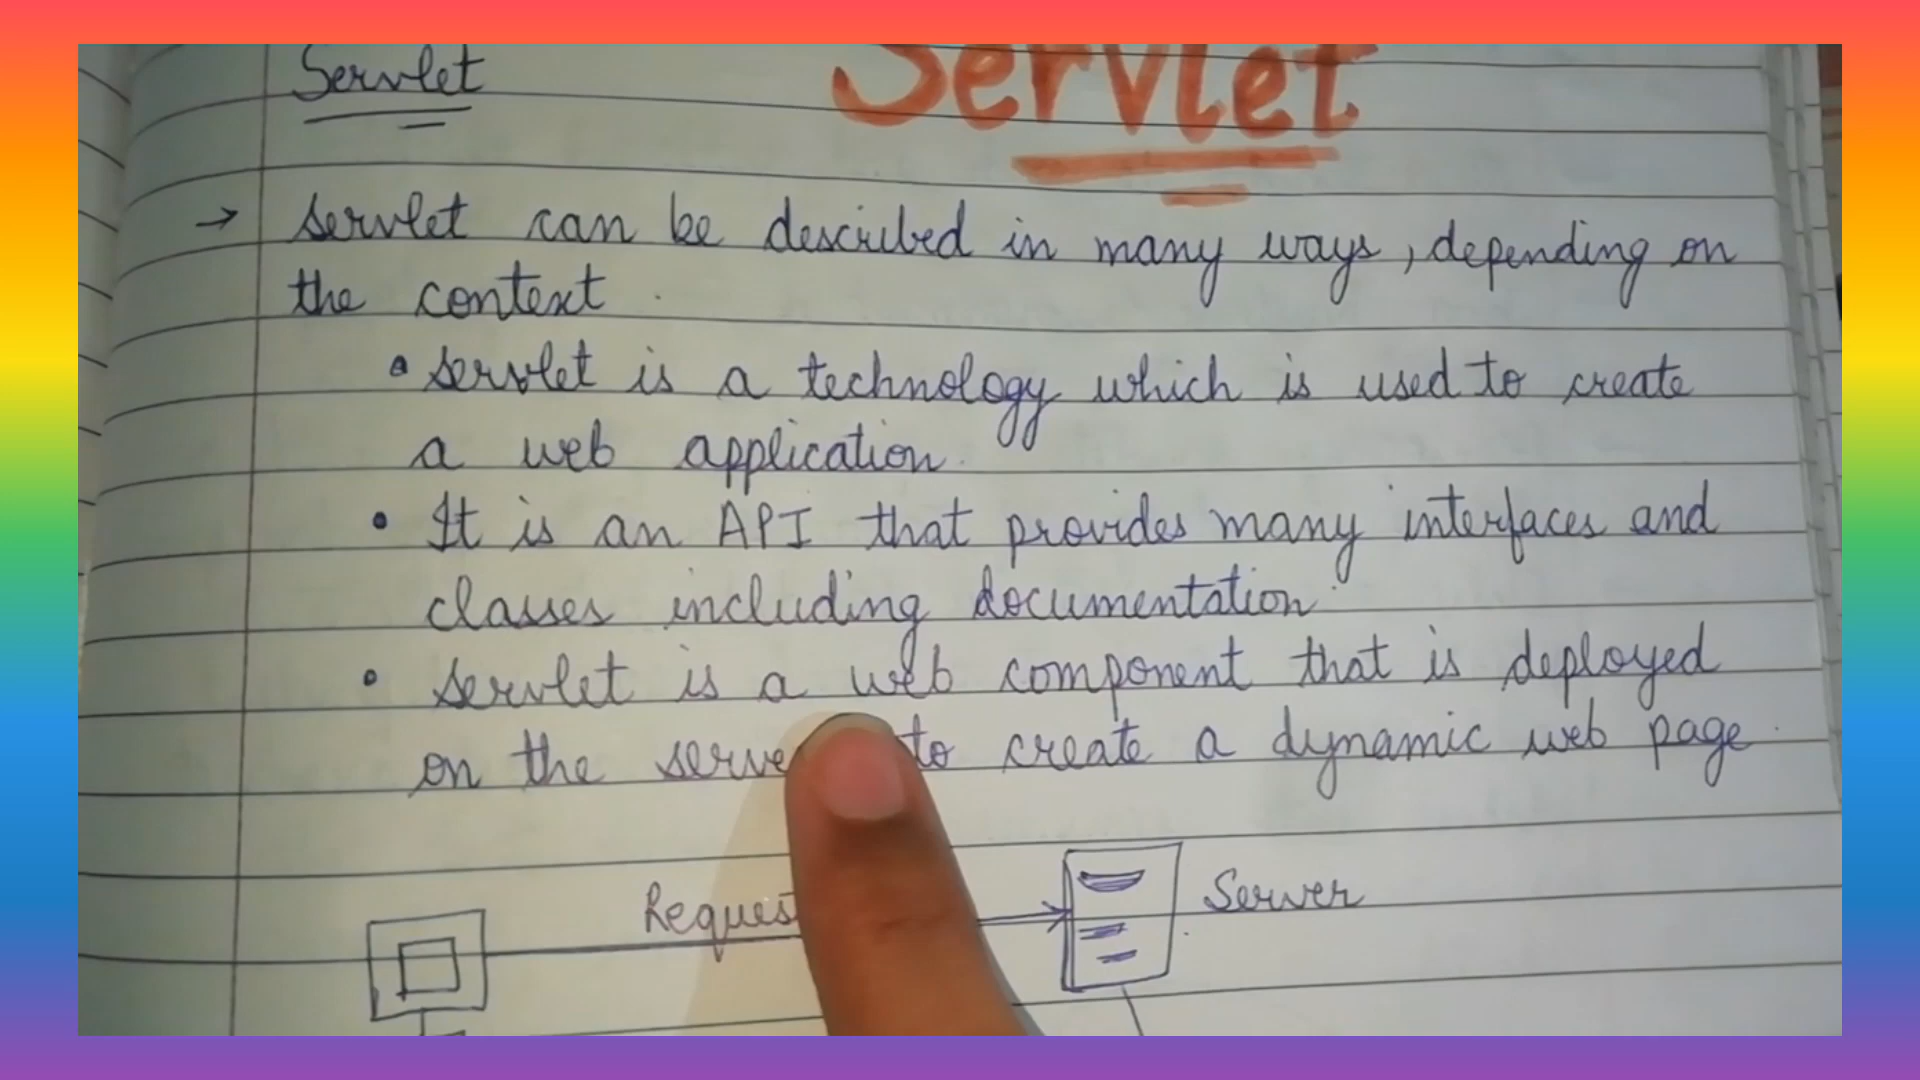 Servlet
Servlet
→ servlet can be described in many ways, depending on
the context.
• servlet is a technology which is used to create
a web application.
• It is an API that provides many interfaces and
classes including documentation.
• servlet is a web component that is deployed
on the to create a dynamic web page.
Server